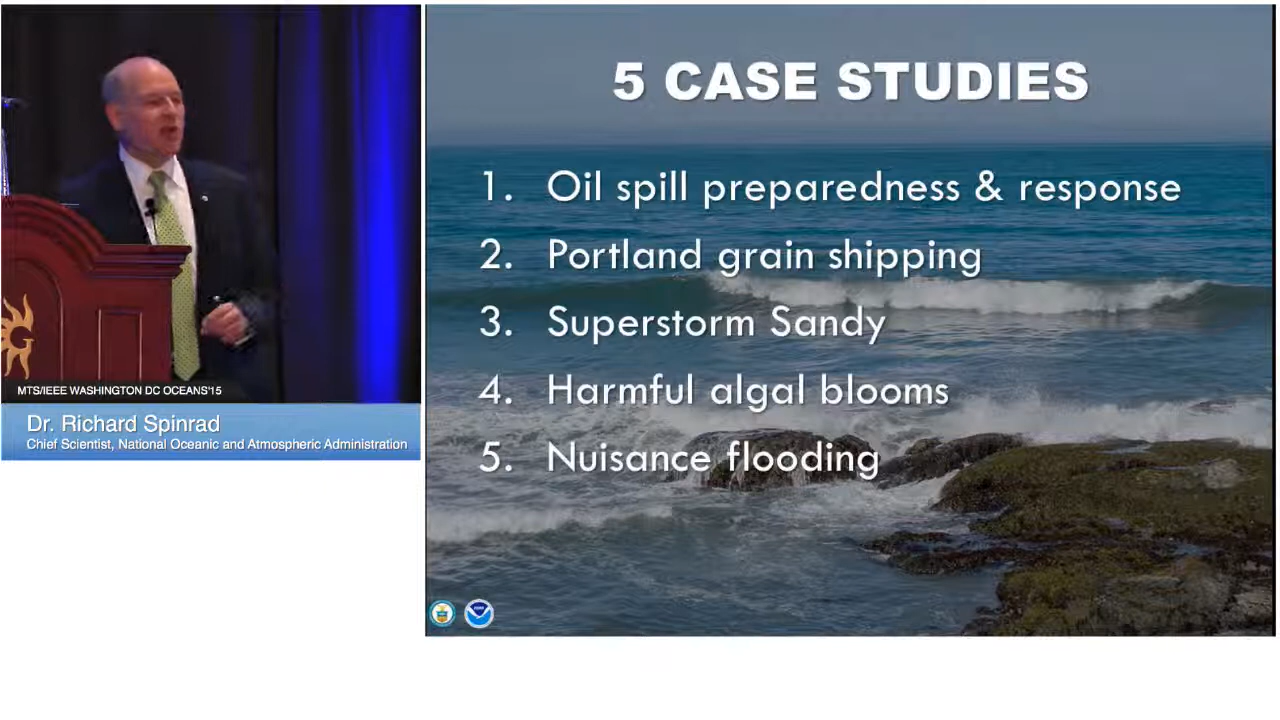 MTS/IEEE WASHINGTON DC OCEANS'15
Dr. Richard Spinrad
Chief Scientist, National Oceanic and Atmospheric Administration
5 CASE STUDIES
1. Oil spill preparedness & response
2. Portland grain shipping
3. Superstorm Sandy
4. Harmful algal blooms
5. Nuisance flooding